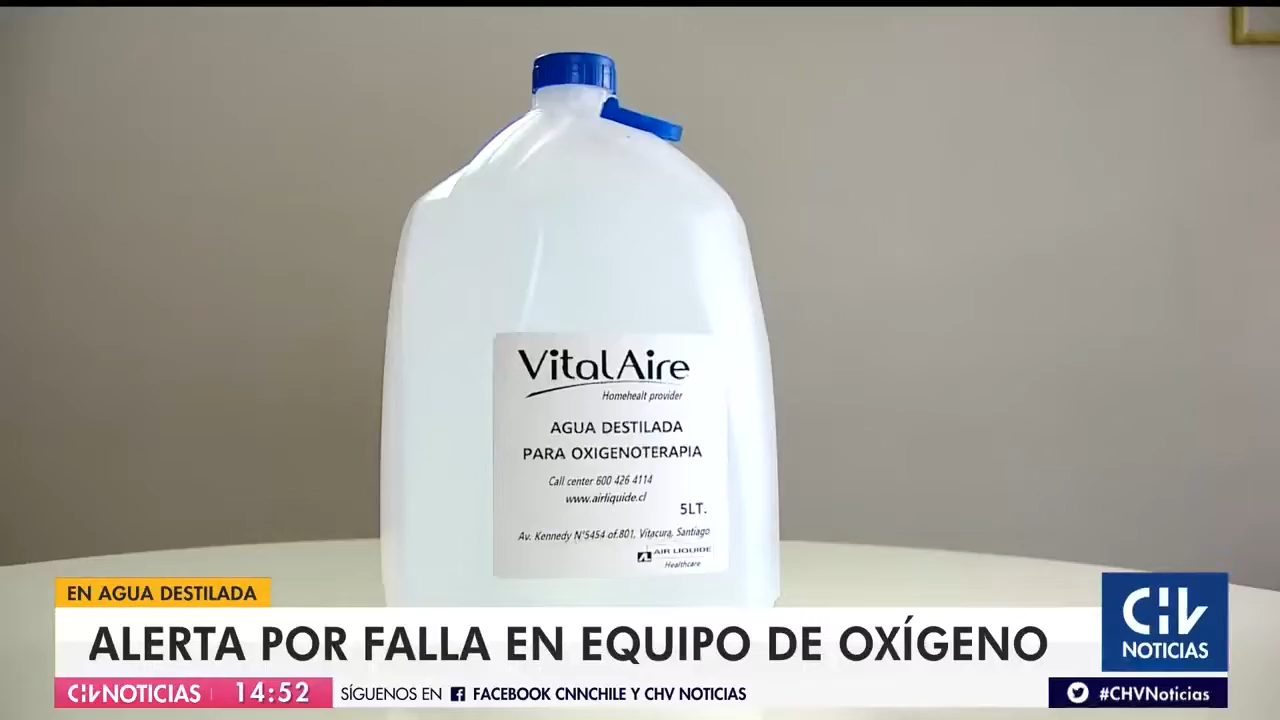 VitalAire
Homehealt provider
AGUA DESTILADA
PARA OXIGENOTERAPIA
Call center 600 426 4114
www.airliquide.cl
5LT.
Av. Kennedy N°5454 of.801, Vitacura, Santiago
AIR LIQUIDE
Healthcare
EN AGUA DESTILADA
ALERTA POR FALLA EN EQUIPO DE OXÍGENO
CHV
NOTICIAS
CHVNOTICIAS 14:52 SÍGUENOS EN FACEBOOK CNNCHILE Y CHV NOTICIAS
#CHVNoticias